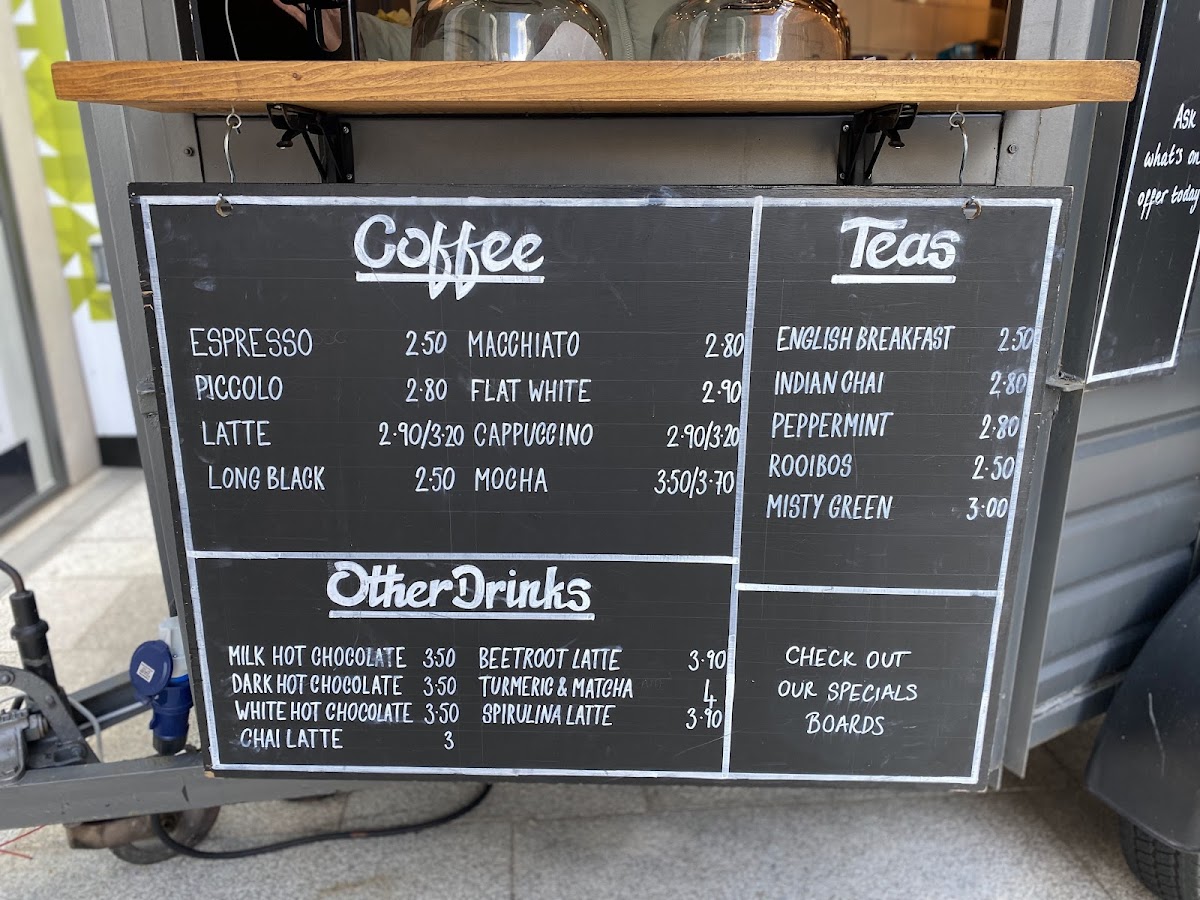 Coffee
ESPRESSO 2.50 MACCHIATO 2.80
PICCOLO 2.80 FLAT WHITE 2.90
LATTE 2.90/3.20 CAPPUCCINO 2.90/3.20
LONG BLACK 2.50 MOCHA 3.50/3.70
Teas
ENGLISH BREAKFAST 2.50
INDIAN CHAI 2.80
PEPPERMINT 2.80
ROOIBOS 2.50
MISTY GREEN 3.00
Other Drinks
MILK HOT CHOCOLATE 3.50 BEETROOT LATTE 3.90
DARK HOT CHOCOLATE 3.50 TURMERIC & MATCHA 4
WHITE HOT CHOCOLATE 3.50 SPIRULINA LATTE 3.90
CHAI LATTE 3
CHECK OUT
OUR SPECIALS
BOARDS
Ask
what's on
offer today